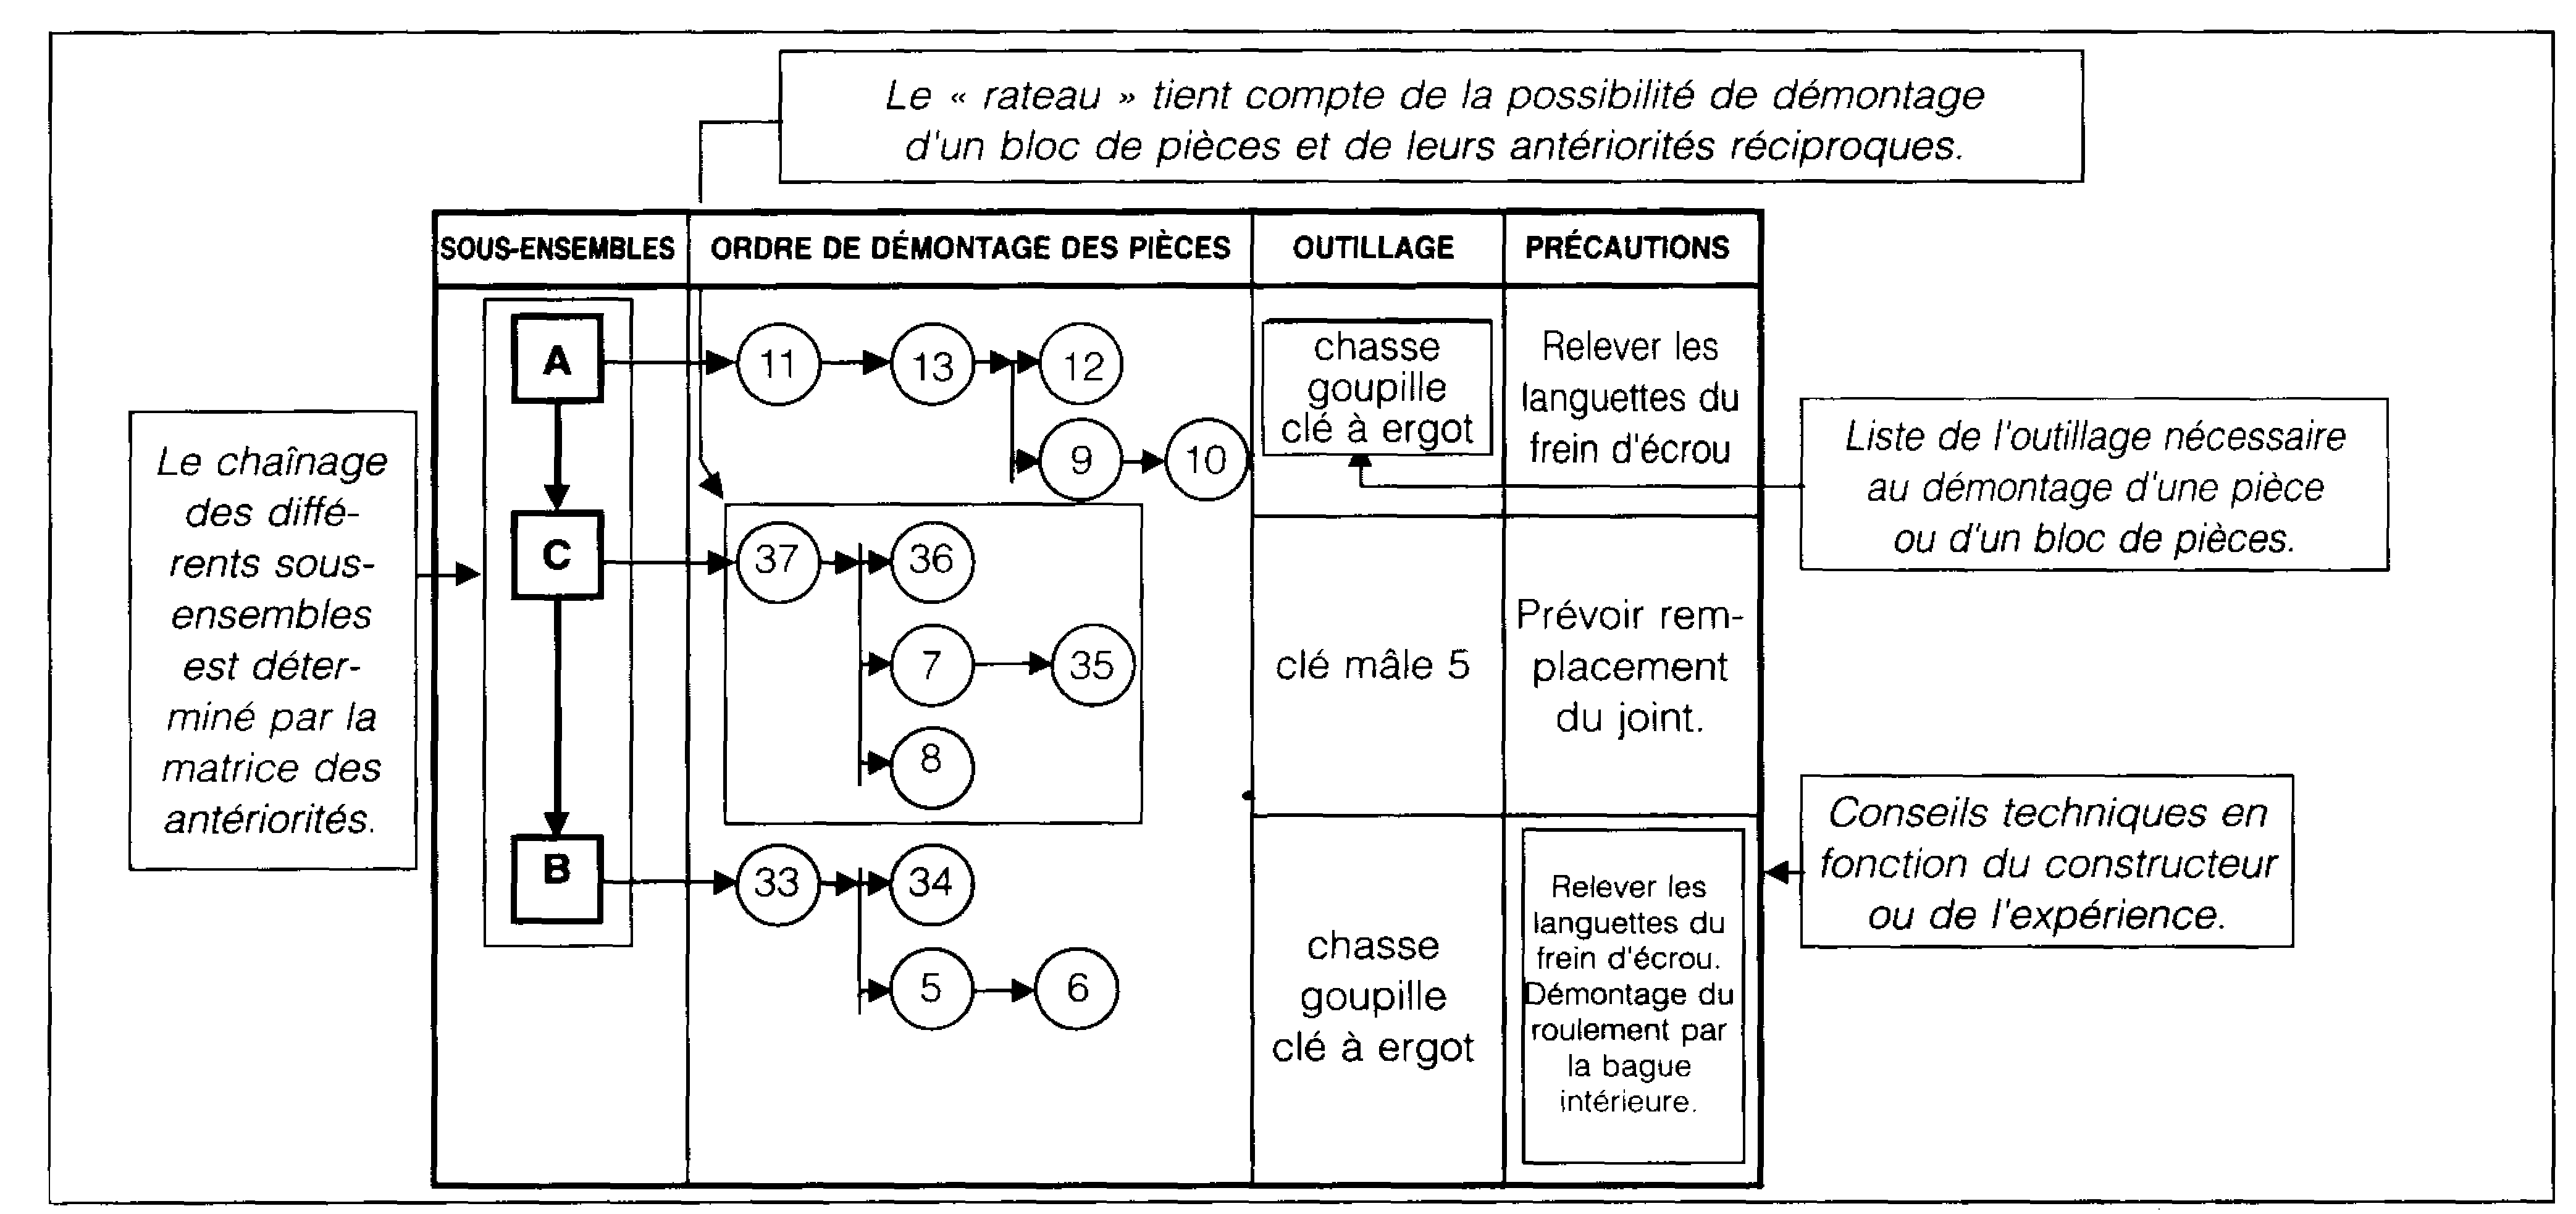 Le « rateau » tient compte de la possibilité de démontage
d'un bloc de pièces et de leurs antériorités réciproques.
SOUS-ENSEMBLES
ORDRE DE DÉMONTAGE DES PIÈCES
OUTILLAGE
PRÉCAUTIONS
Le chaînage
des diffé-
rents sous-
ensembles
est déter-
miné par la
matrice des
antériorités.
A
11
13
12
9
10
chasse
goupille
clé à ergot
Relever les
languettes du
frein d'écrou
Liste de l'outillage nécessaire
au démontage d'une pièce
ou d'un bloc de pièces.
C
37
36
7
35
8
clé mâle 5
Prévoir rem-
placement
du joint.
B
33
34
5
6
chasse
goupille
clé à ergot
Relever les
languettes du
frein d'écrou.
Démontage du
roulement par
la bague
intérieure.
Conseils techniques en
fonction du constructeur
ou de l'expérience.